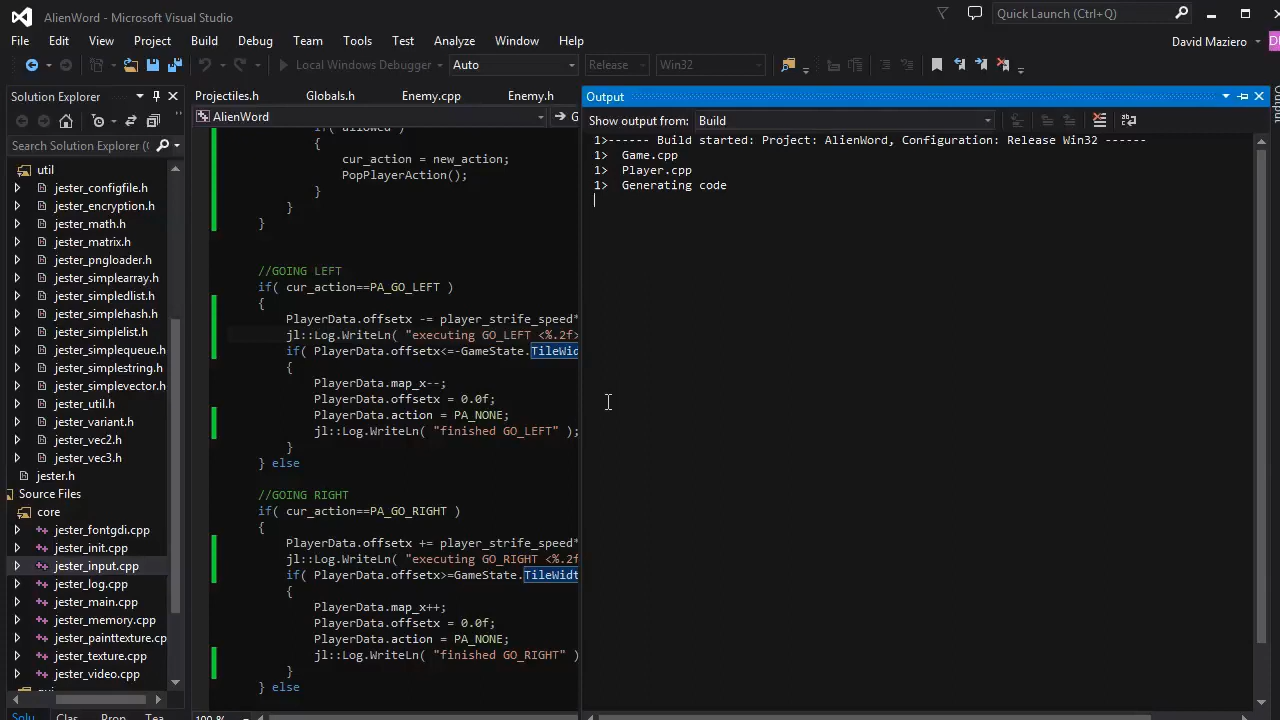 AlienWord - Microsoft Visual Studio
Quick Launch (Ctrl+Q)
File Edit View Project Build Debug Team Tools Test Analyze Window Help
David Maziero
Local Windows Debugger Auto Release Win32
Solution Explorer
Search Solution Explorer (
util
jester_configfile.h
jester_encryption.h
jester_math.h
jester_matrix.h
jester_pngloader.h
jester_simplearray.h
jester_simpledlist.h
jester_simplehash.h
jester_simplelist.h
jester_simplequeue.h
jester_simplestring.h
jester_simplevector.h
jester_util.h
jester_variant.h
jester_vec2.h
jester_vec3.h
jester.h
Source Files
core
jester_fontgdi.cpp
jester_init.cpp
jester_input.cpp
jester_log.cpp
jester_main.cpp
jester_memory.cpp
jester_painttexture.cp
jester_texture.cpp
jester_video.cpp
Solu Clas Prop Tea
Projectiles.h Globals.h Enemy.cpp Enemy.h
AlienWord G
if( allowed )
{
cur_action = new_action;
PopPlayerAction();
}
}
}
//GOING LEFT
if( cur_action==PA_GO_LEFT )
{
PlayerData.offsetx -= player_strife_speed*
jl::Log.WriteLn( "executing GO_LEFT <%.2f>
if( PlayerData.offsetx<=-GameState.TileWid
{
PlayerData.map_x--;
PlayerData.offsetx = 0.0f;
PlayerData.action = PA_NONE;
jl::Log.WriteLn( "finished GO_LEFT" );
}
} else
//GOING RIGHT
if( cur_action==PA_GO_RIGHT )
{
PlayerData.offsetx += player_strife_speed*
jl::Log.WriteLn( "executing GO_RIGHT <%.2f
if( PlayerData.offsetx>=GameState.TileWidt
{
PlayerData.map_x++;
PlayerData.offsetx = 0.0f;
PlayerData.action = PA_NONE;
jl::Log.WriteLn( "finished GO_RIGHT" )
}
} else
100 %
Output
Show output from: Build
1>------ Build started: Project: AlienWord, Configuration: Release Win32 ------
1> Game.cpp
1> Player.cpp
1> Generating code